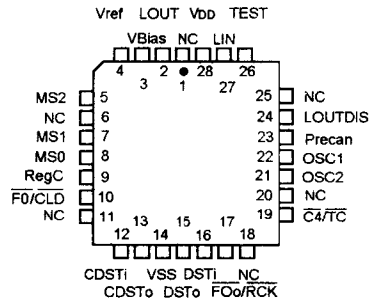 Vref LOUT VDD TEST
VBias NC LIN
4 2 28 26
3 1 27
MS2 5 25 NC
NC 6 24 LOUTDIS
MS1 7 23 Precan
MS0 8 22 OSC1
RegC 9 21 OSC2
F0/CLD 10 20 NC
NC 11 19 C4/TC
13 15 17
12 14 16 18
CDSTi VSS DSTi NC
CDSTo DSTo FOo/RCK